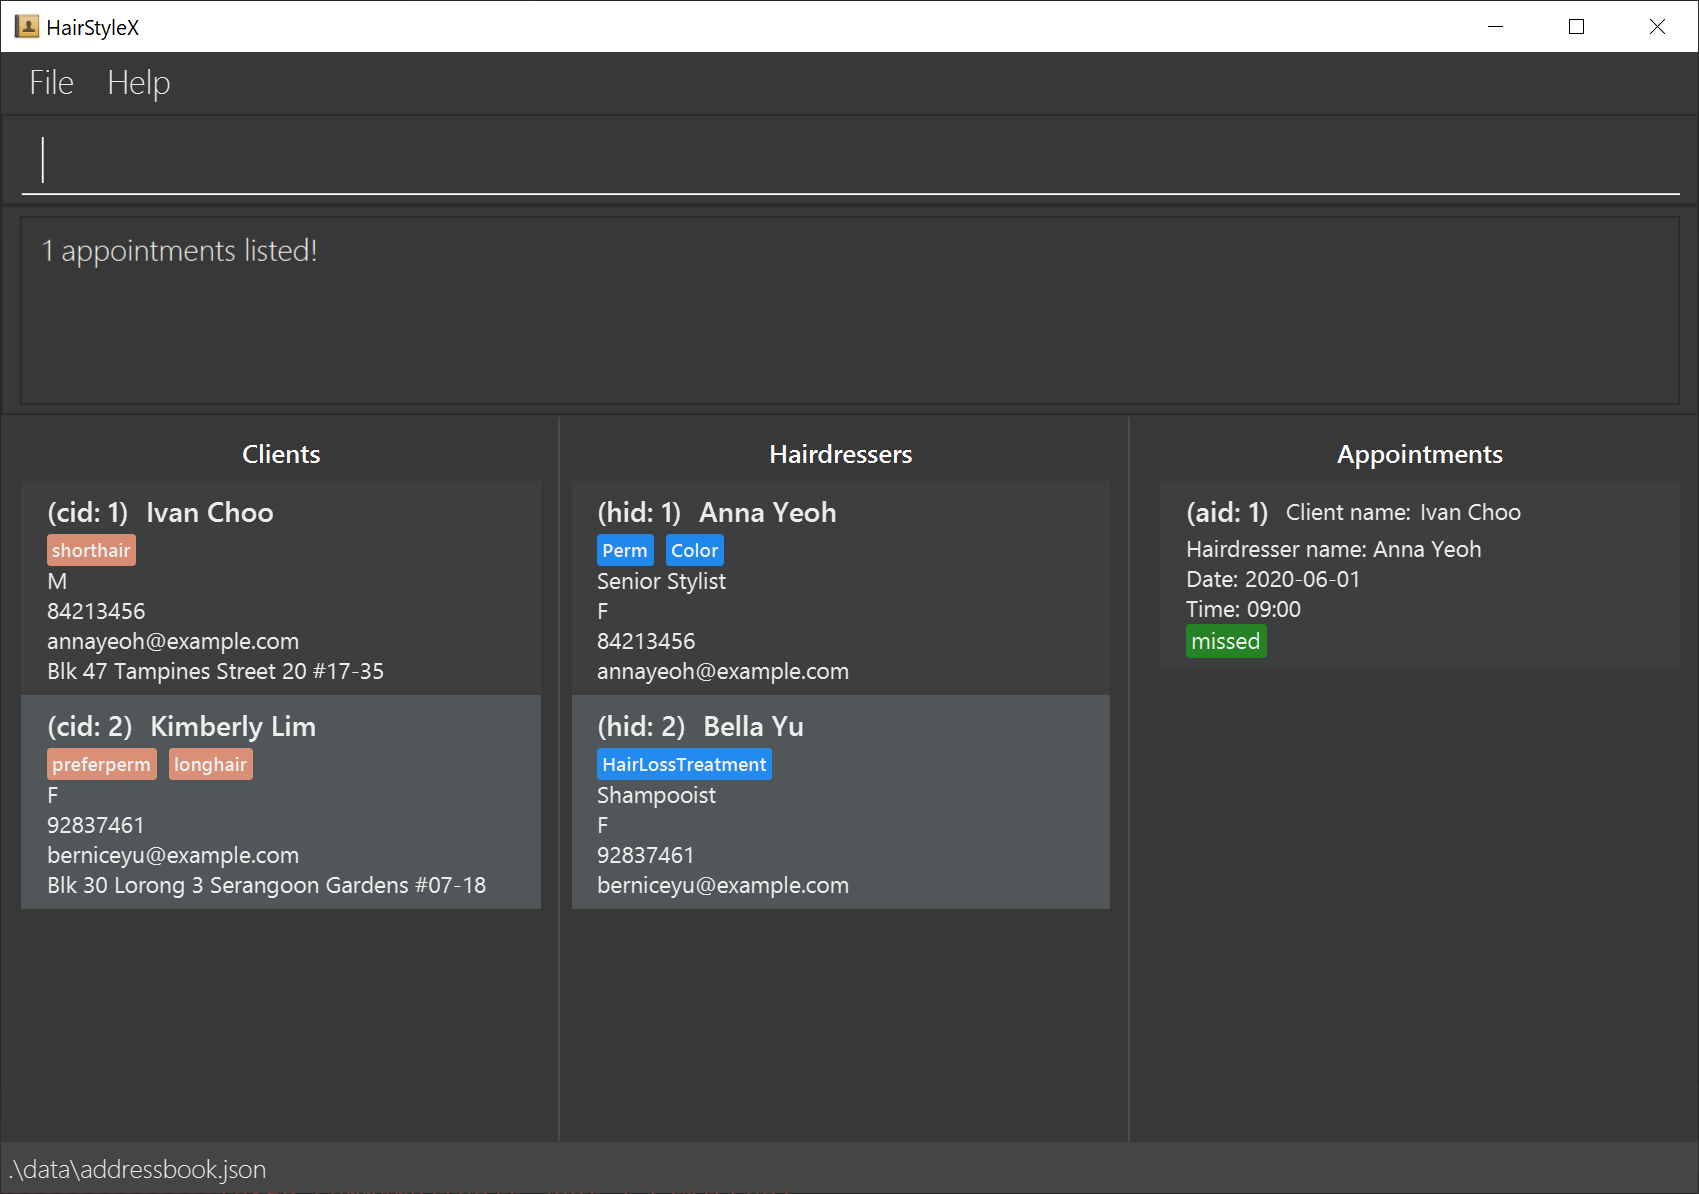 HairStyleX
File Help
1 appointments listed!
Clients
(cid: 1) Ivan Choo
shorthair
M
84213456
annayeoh@example.com
Blk 47 Tampines Street 20 #17-35
(cid: 2) Kimberly Lim
preferperm longhair
F
92837461
berniceyu@example.com
Blk 30 Lorong 3 Serangoon Gardens #07-18
Hairdressers
(hid: 1) Anna Yeoh
Perm Color
Senior Stylist
F
84213456
annayeoh@example.com
(hid: 2) Bella Yu
HairLossTreatment
Shampooist
F
92837461
berniceyu@example.com
Appointments
(aid: 1) Client name: Ivan Choo
Hairdresser name: Anna Yeoh
Date: 2020-06-01
Time: 09:00
missed
.\data\addressbook.json